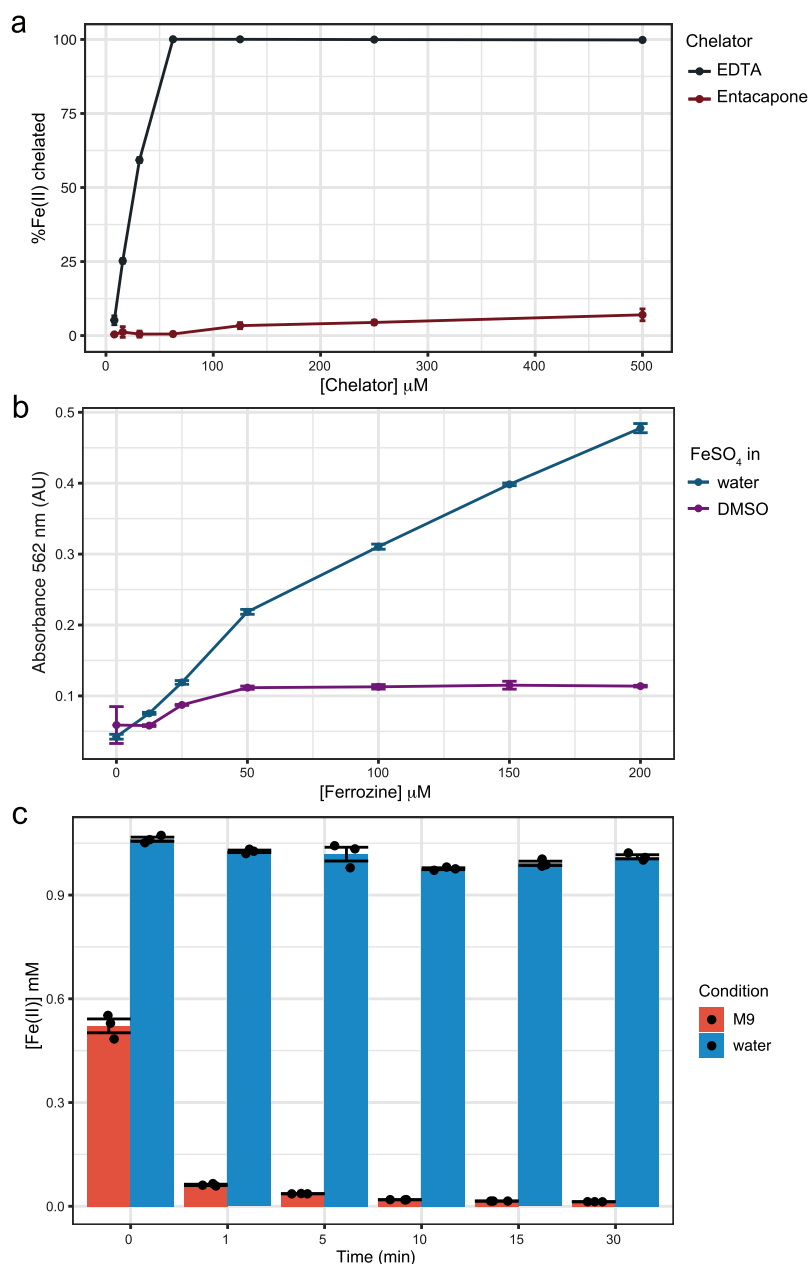 a
100
75
50
25
0
%Fe(II) chelated
0 100 200 300 400 500
[Chelator] μM
Chelator
EDTA
Entacapone
b
0.5
0.4
0.3
0.2
0.1
Absorbance 562 nm (AU)
0 50 100 150 200
[Ferrozine] μM
FeSO4 in
water
DMSO
c
0.9
0.6
0.3
0.0
[Fe(II)] mM
0 1 5 10 15 30
Time (min)
Condition
M9
water